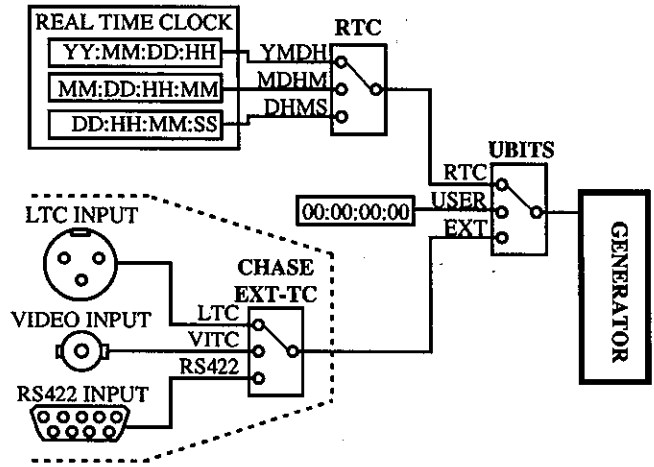 REAL TIME CLOCK
RTC
YY:MM:DD:HH
YMDH
MM:DD:HH:MM
MDHM
DD:HH:MM:SS
DHMS
UBITS
RTC
00:00:00:00
USER
EXT
GENERATOR
LTC INPUT
CHASE
EXT-TC
LTC
VIDEO INPUT
VITC
RS422
RS422 INPUT